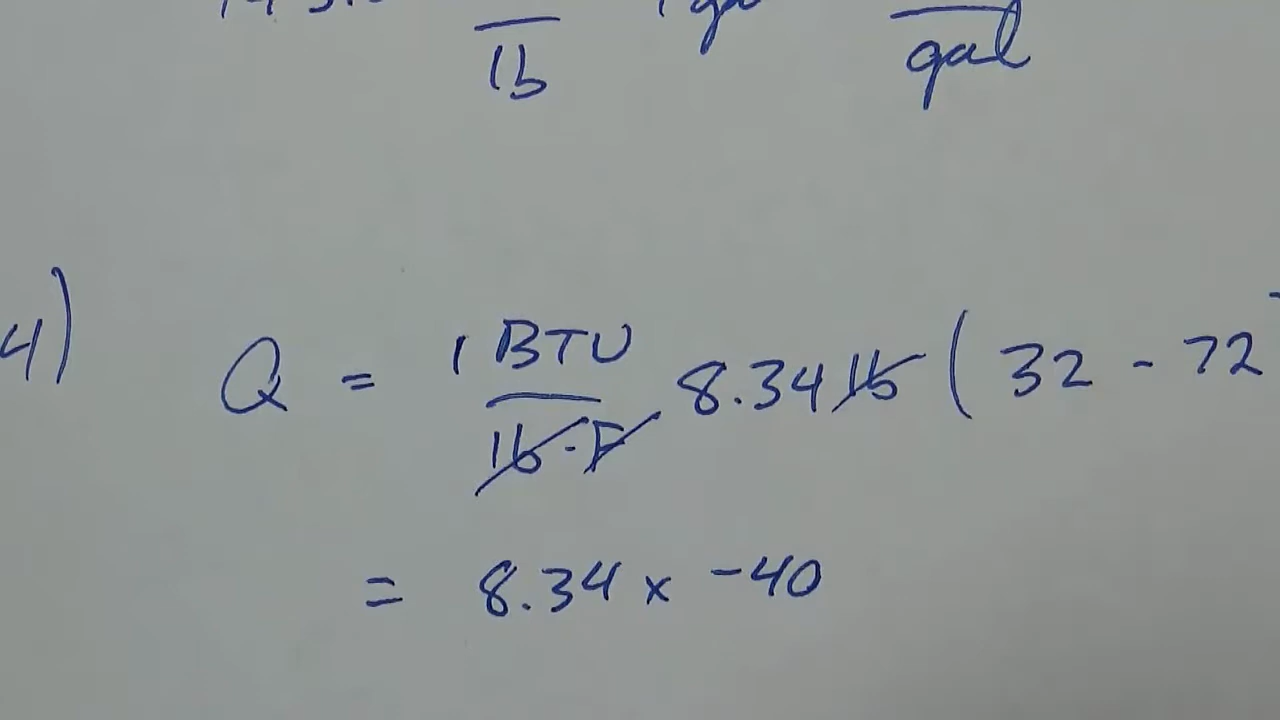 lb gal
4) Q = 1 BTU / lb·F 8.34 lb ( 32 - 72
= 8.34 x -40